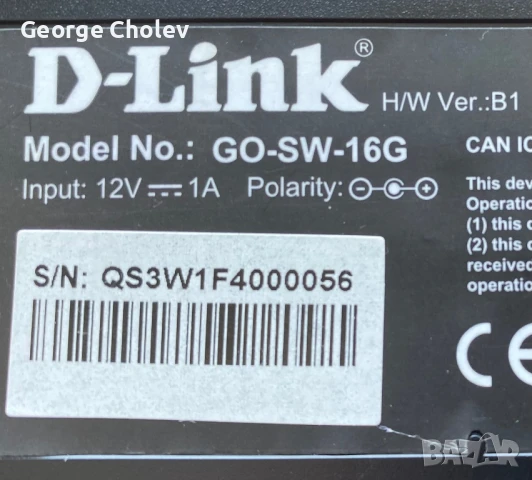 George Cholev
D-Link®
H/W Ver.:B1
Model No.: GO-SW-16G
CAN IC
Input: 12V 1A Polarity:
This dev
Operatio
(1) this d
(2) this d
received
operatio
S/N: QS3W1F4000056
CE
BAZAR